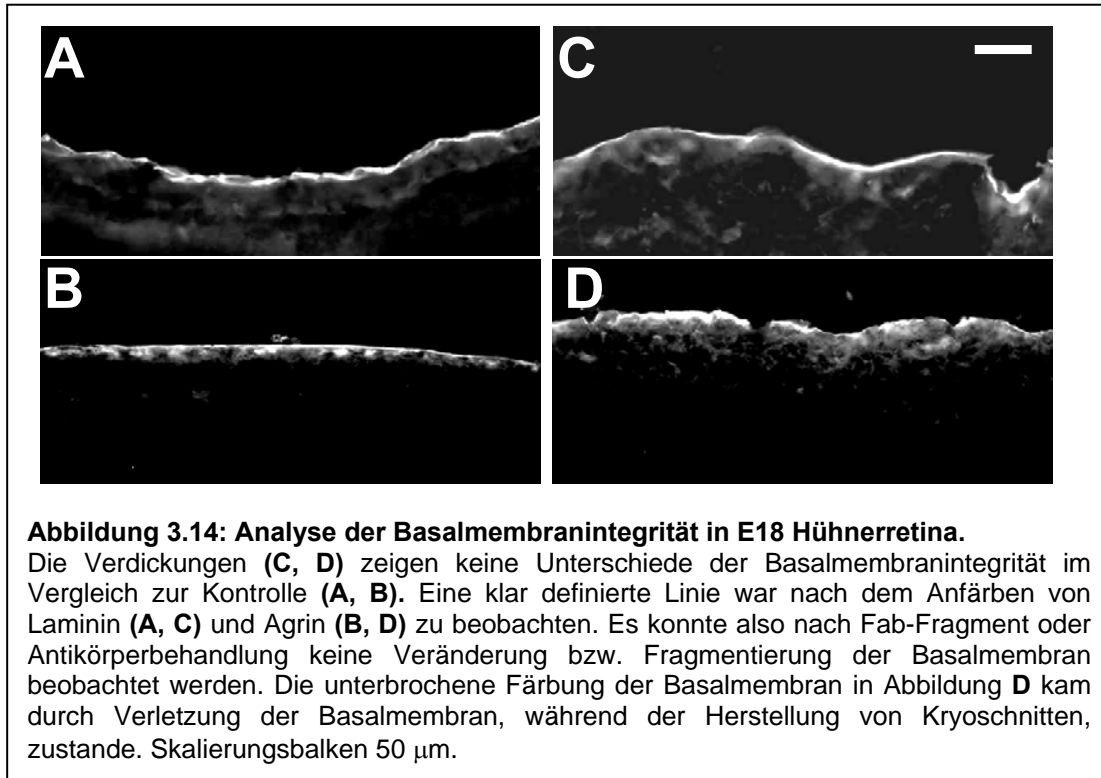 A
C
B
D
Abbildung 3.14: Analyse der Basalmembranintegrität in E18 Hühnerretina.
Die Verdickungen (C, D) zeigen keine Unterschiede der Basalmembranintegrität im
Vergleich zur Kontrolle (A, B). Eine klar definierte Linie war nach dem Anfärben von
Laminin (A, C) und Agrin (B, D) zu beobachten. Es konnte also nach Fab-Fragment oder
Antikörperbehandlung keine Veränderung bzw. Fragmentierung der Basalmembran
beobachtet werden. Die unterbrochene Färbung der Basalmembran in Abbildung D kam
durch Verletzung der Basalmembran, während der Herstellung von Kryoschnitten,
zustande. Skalierungsbalken 50 μm.